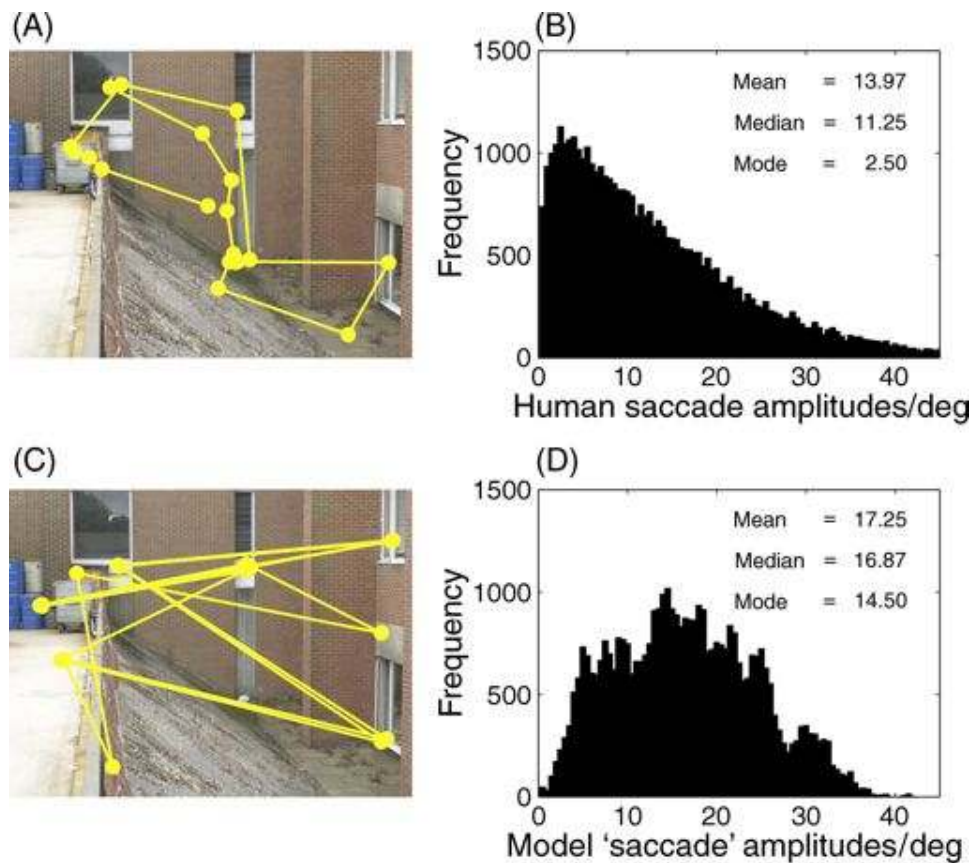 (A)
(B)
1500
1000
500
0
Frequency
Mean = 13.97
Median = 11.25
Mode = 2.50
0 10 20 30 40
Human saccade amplitudes/deg
(C)
(D)
1500
1000
500
0
Frequency
Mean = 17.25
Median = 16.87
Mode = 14.50
0 10 20 30 40
Model ‘saccade’ amplitudes/deg